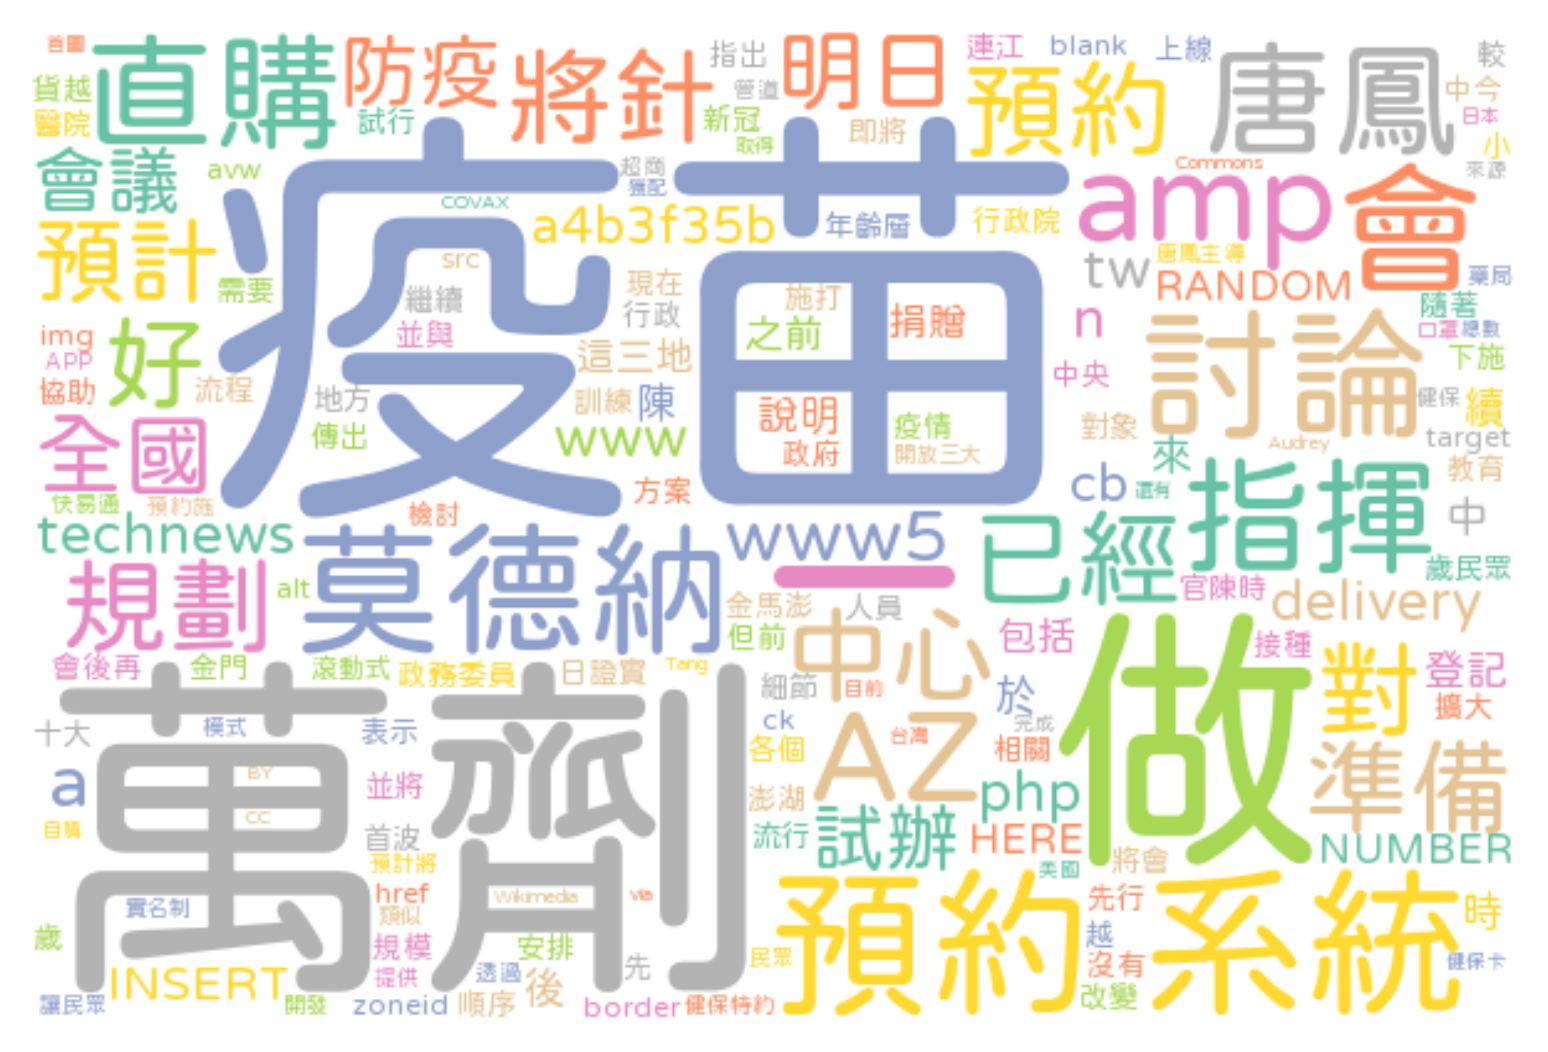 首圖 直購 防疫 將針 指出 明日 連江 blank 上線 唐鳳 較
貨越 試行 管道 新冠 即將 預約 中今
醫院 取得 日本 小
會議 avw 超商 獲配 Commons 來源
COVAX a4b3f35b 年齡層 行政院 amp 會
預計 需要 疫苗 src 現在 施打 tw 唐鳳主導 RANDOM 藥局
繼續 行政 之前 捐贈 n 隨著
img 好 並與 這三地 討論 口罩 總數
APP 中央 下施
協助 流程 地方 訓練 陳 說明 健保 續
全國 傳出 www 政府 疫情 對象 Audrey target
開放三大 來 教育
快易通 預約施 檢討 方案 cb 還有 指揮 中
technews 莫德納 www5 已經 歲民眾
規劃 alt 一 金馬澎 人員 官陳時 delivery
會後再 金門 滾動式 政務委員 日證實 Tang 但前 中心 包括 做 接種 對 登記
細節 目前 於 擴大
十大 萬劑 模式 表示 ck 完成
a BY 並將 各個 AZ 台灣 相關 準備
CC 澎湖 php
目購 首波 流行 試辦 HERE NUMBER
預計將 美國 將會
實名制 href Wikimedia via 預約系統 先行 時
歲 類似 規模 安排 越
INSERT 提供 透過 先 民眾 沒有 健保卡
讓民眾 開發 zoneid 順序 後 border 健保特約 改變